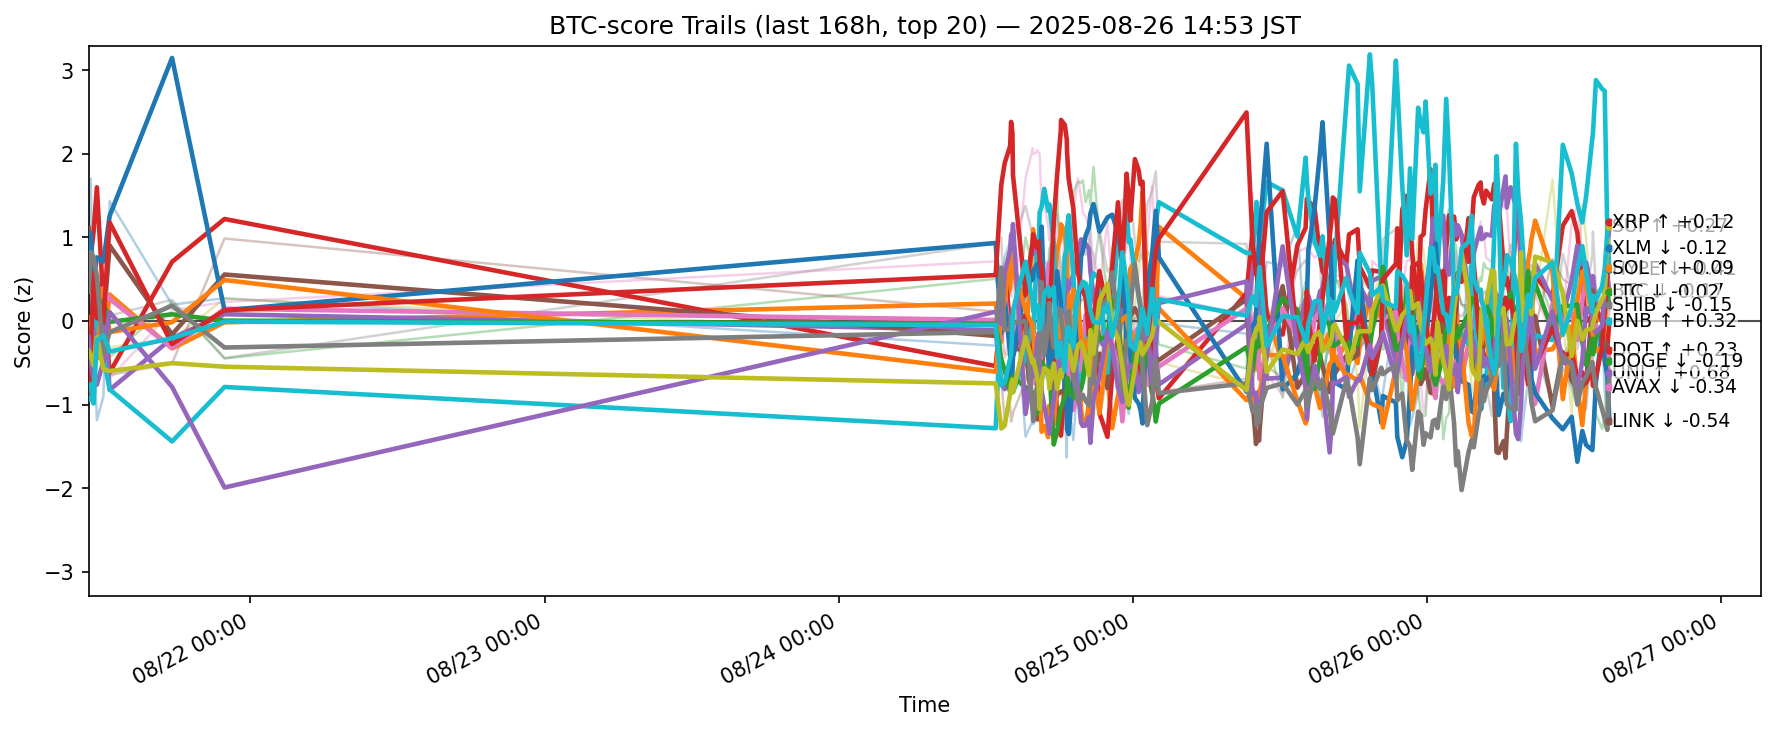 BTC-score Trails (last 168h, top 20) — 2025-08-26 14:53 JST
Score (z)
3
2
1
0
−1
−2
−3
XRP ↑ +0.12
XLM ↓ -0.12
SOL ↑ +0.09
LTC ↓ -0.02
SHIB ↓ -0.15
BNB ↑ +0.32
DOT ↑ +0.23
DOGE ↓ -0.19
AVAX ↓ -0.34
LINK ↓ -0.54
08/22 00:00
08/23 00:00
08/24 00:00
08/25 00:00
08/26 00:00
08/27 00:00
Time